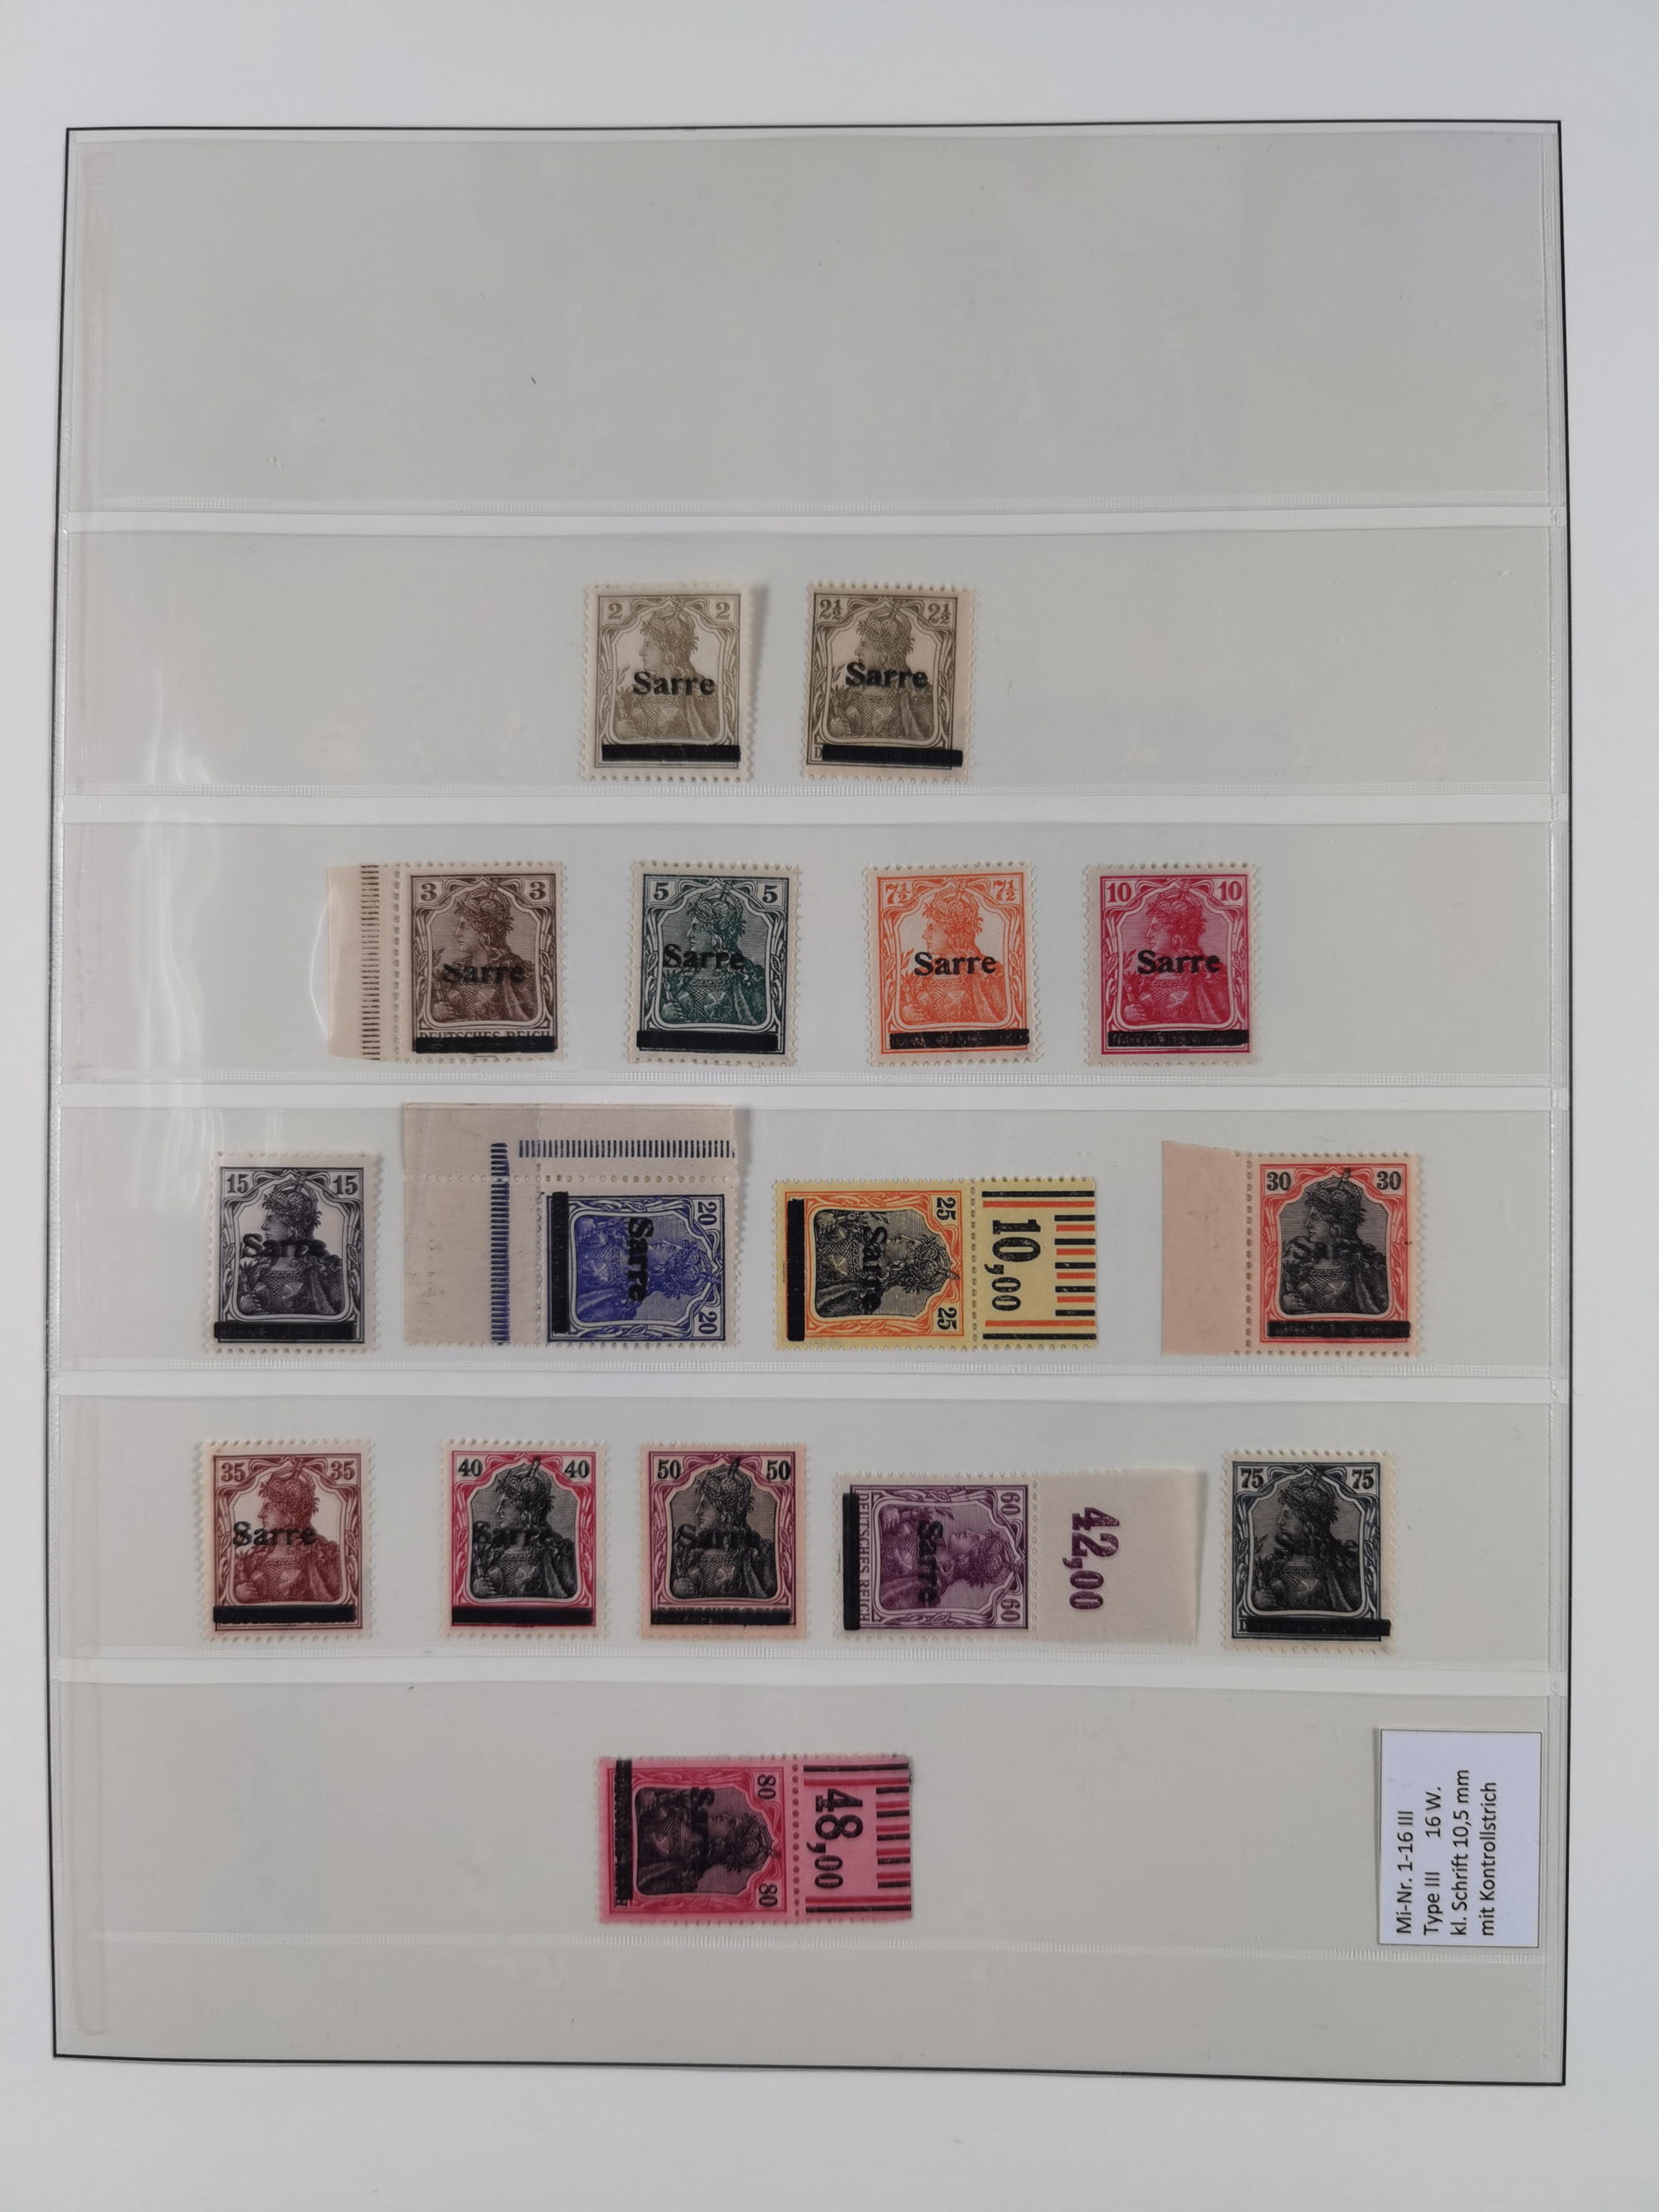 2 2
Sarre
2½ 2½
Sarre
D
3 3
Sarre
DEUTSCHES REICH
5 5
Sarre
7½ 7½
Sarre
10 10
Sarre
15 15
Sarre
20 20
Sarre
25 25
Sarre
10,00
30 30
Sarre
35 35
Sarre
40 40
Sarre
50 50
Sarre
60 60
Sarre
DEUTSCHES REICH
42,00
75 75
Sarre
80 80
Sarre
48,00
Mi-Nr. 1-16 III
Type III 16 W.
kl. Schrift 10,5 mm
mit Kontrollstrich